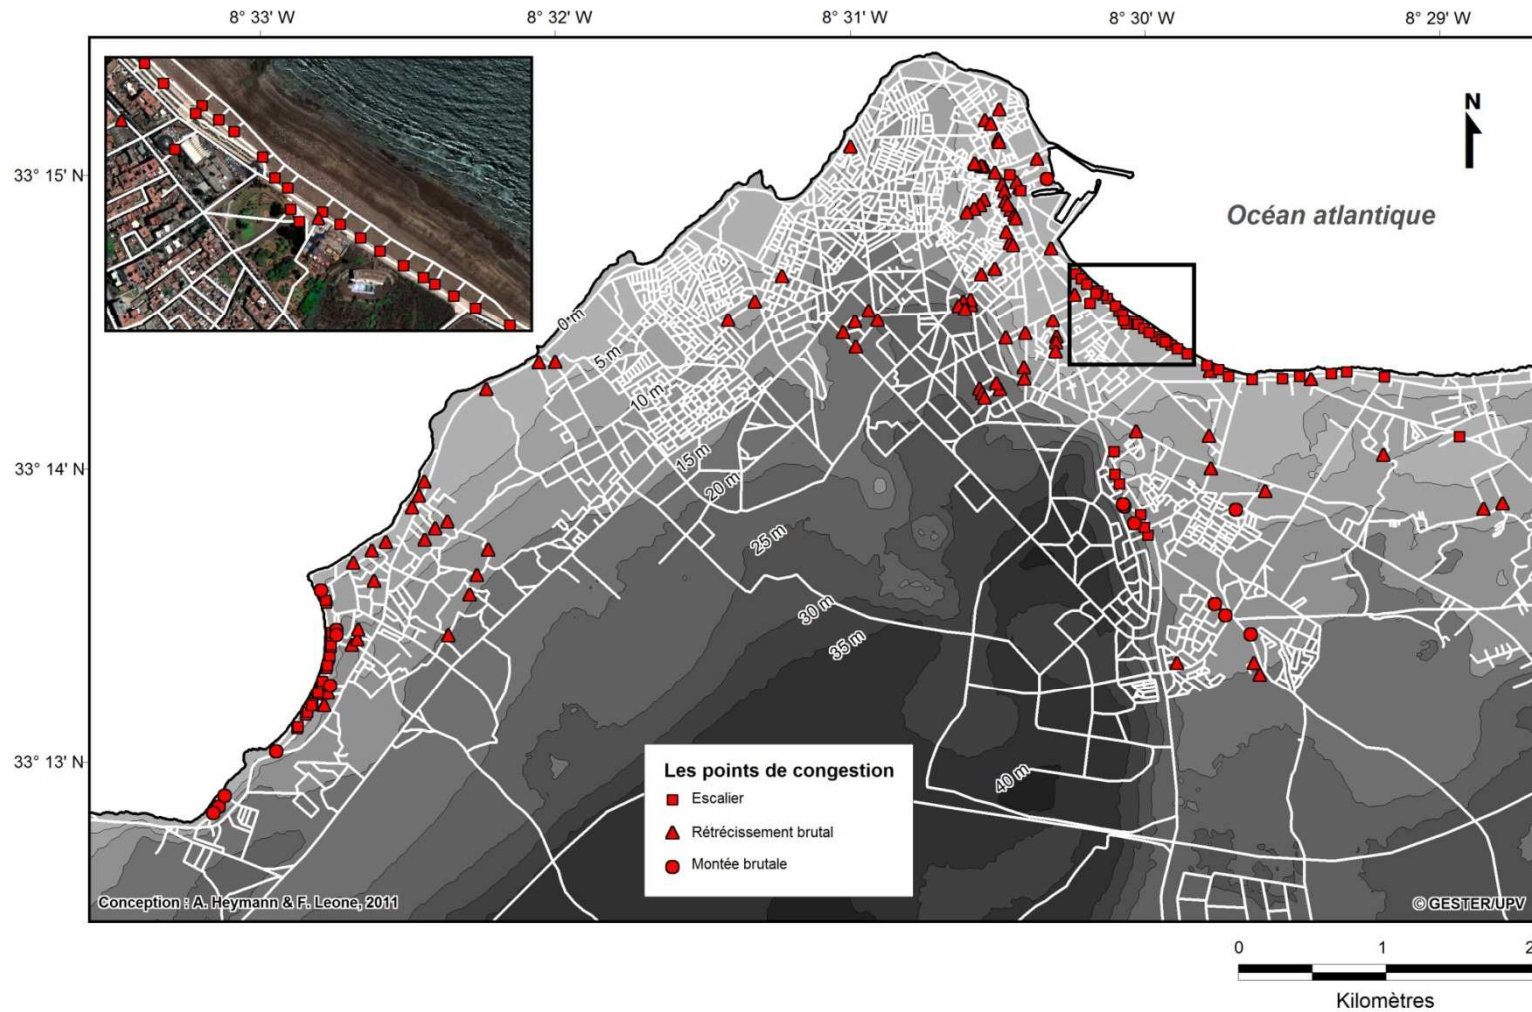 8° 33' W
8° 32' W
8° 31' W
8° 30' W
8° 29' W
N
33° 15' N
Océan atlantique
0 m
5 m
10 m
33° 14' N
15 m
20 m
25 m
30 m
35 m
33° 13' N
40 m
Les points de congestion
Escalier
Rétrécissement brutal
Montée brutale
Conception : A. Heymann & F. Leone, 2011
© GESTER/UPV
0 1 2
Kilomètres